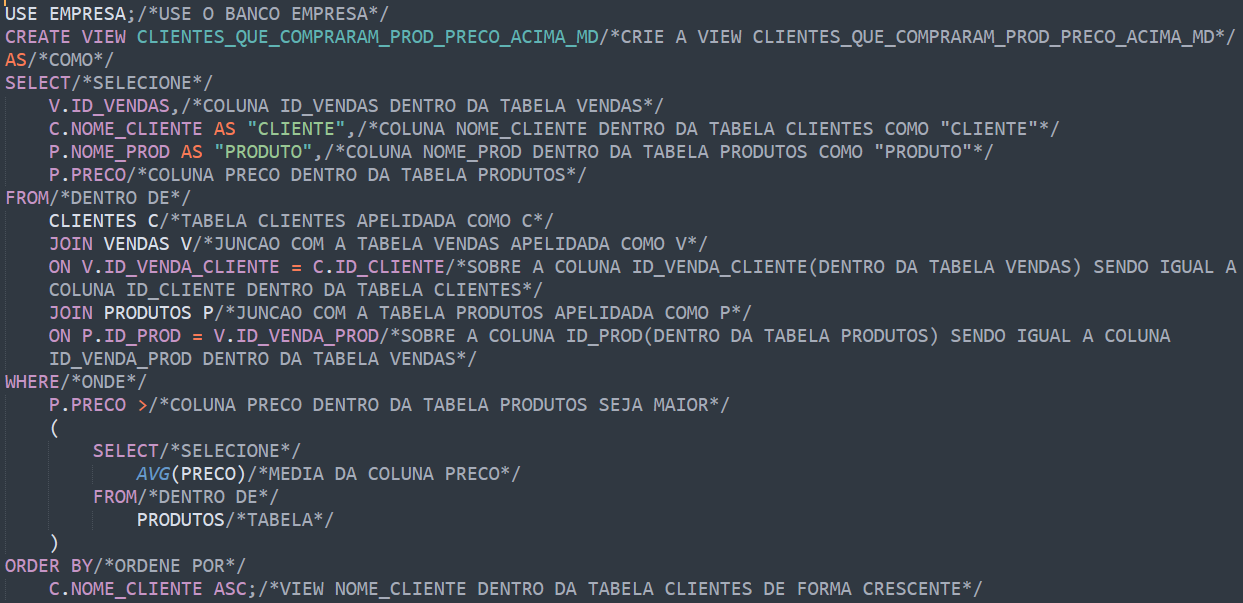 USE EMPRESA;/*USE O BANCO EMPRESA*/
CREATE VIEW CLIENTES_QUE_COMPRARAM_PROD_PRECO_ACIMA_MD/*CRIE A VIEW CLIENTES_QUE_COMPRARAM_PROD_PRECO_ACIMA_MD*/
AS/*COMO*/
SELECT/*SELECIONE*/
    V.ID_VENDAS,/*COLUNA ID_VENDAS DENTRO DA TABELA VENDAS*/
    C.NOME_CLIENTE AS "CLIENTE",/*COLUNA NOME_CLIENTE DENTRO DA TABELA CLIENTES COMO "CLIENTE"*/
    P.NOME_PROD AS "PRODUTO",/*COLUNA NOME_PROD DENTRO DA TABELA PRODUTOS COMO "PRODUTO"*/
    P.PRECO/*COLUNA PRECO DENTRO DA TABELA PRODUTOS*/
FROM/*DENTRO DE*/
    CLIENTES C/*TABELA CLIENTES APELIDADA COMO C*/
    JOIN VENDAS V/*JUNCAO COM A TABELA VENDAS APELIDADA COMO V*/
    ON V.ID_VENDA_CLIENTE = C.ID_CLIENTE/*SOBRE A COLUNA ID_VENDA_CLIENTE(DENTRO DA TABELA VENDAS) SENDO IGUAL A
    COLUNA ID_CLIENTE DENTRO DA TABELA CLIENTES*/
    JOIN PRODUTOS P/*JUNCAO COM A TABELA PRODUTOS APELIDADA COMO P*/
    ON P.ID_PROD = V.ID_VENDA_PROD/*SOBRE A COLUNA ID_PROD(DENTRO DA TABELA PRODUTOS) SENDO IGUAL A COLUNA
    ID_VENDA_PROD DENTRO DA TABELA VENDAS*/
WHERE/*ONDE*/
    P.PRECO >/*COLUNA PRECO DENTRO DA TABELA PRODUTOS SEJA MAIOR*/
    (
        SELECT/*SELECIONE*/
            AVG(PRECO)/*MEDIA DA COLUNA PRECO*/
        FROM/*DENTRO DE*/
            PRODUTOS/*TABELA*/
    )
ORDER BY/*ORDENE POR*/
    C.NOME_CLIENTE ASC;/*VIEW NOME_CLIENTE DENTRO DA TABELA CLIENTES DE FORMA CRESCENTE*/